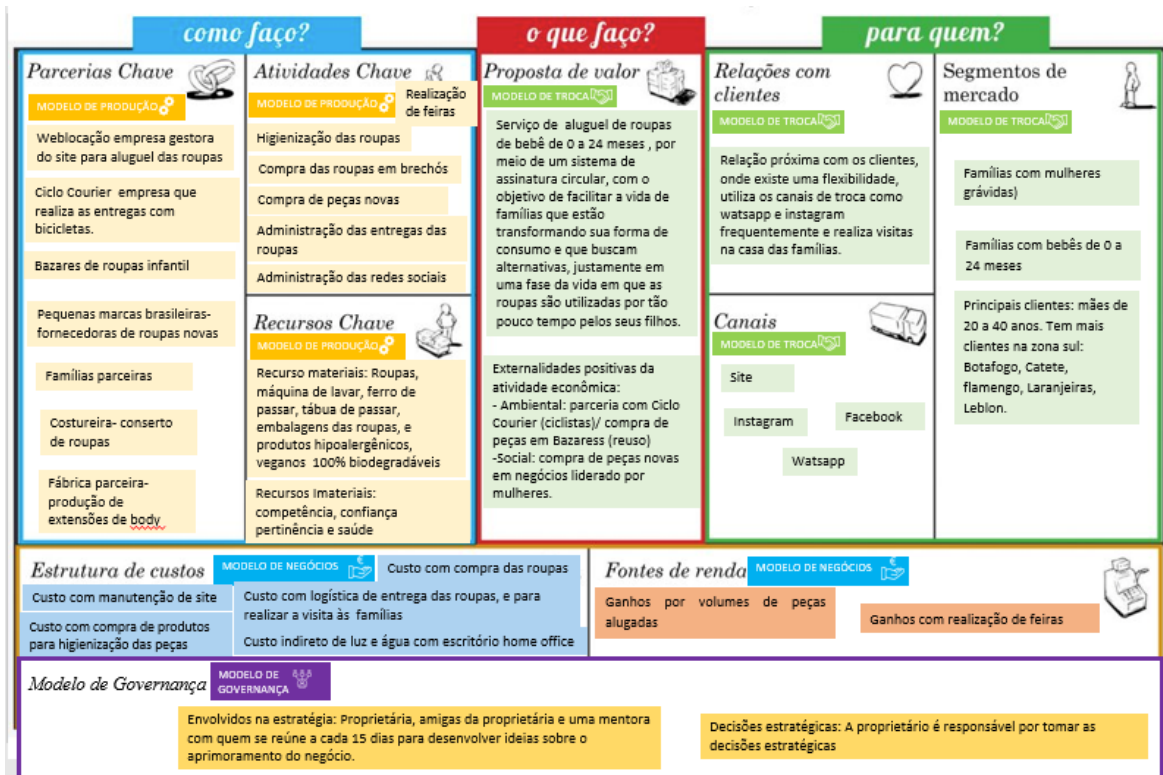 como faço?
o que faço?
para quem?
Parcerias Chave
MODELO DE PRODUÇÃO
Weblocação empresa gestora
do site para aluguel das roupas
Ciclo Courier empresa que
realiza as entregas com
bicicletas.
Bazares de roupas infantil
Pequenas marcas brasileiras-
fornecedoras de roupas novas
Famílias parceiras
Costureira- conserto
de roupas
Fábrica parceira-
produção de
extensões de body
Atividades Chave
MODELO DE PRODUÇÃO
Realização
de feiras
Higienização das roupas
Compra das roupas em brechós
Compra de peças novas
Administração das entregas das
roupas
Administração das redes sociais
Recursos Chave
MODELO DE PRODUÇÃO
Recurso materiais: Roupas,
máquina de lavar, ferro de
passar, tábua de passar,
embalagens das roupas, e
produtos hipoalergênicos,
veganos 100% biodegradáveis
Recursos Imateriais:
competência, confiança
pertinência e saúde
Proposta de valor
MODELO DE TROCA
Serviço de aluguel de roupas
de bebê de 0 a 24 meses , por
meio de um sistema de
assinatura circular, com o
objetivo de facilitar a vida de
famílias que estão
transformando sua forma de
consumo e que buscam
alternativas, justamente em
uma fase da vida em que as
roupas são utilizadas por tão
pouco tempo pelos seus filhos.
Externalidades positivas da
atividade econômica:
- Ambiental: parceria com Ciclo
Courier (ciclistas)/ compra de
peças em Bazaress (reuso)
-Social: compra de peças novas
em negócios liderado por
mulheres.
Relações com
clientes
MODELO DE TROCA
Relação próxima com os clientes,
onde existe uma flexibilidade,
utiliza os canais de troca como
watsapp e instagram
frequentemente e realiza visitas
na casa das famílias.
Canais
MODELO DE TROCA
Site
Instagram
Facebook
Watsapp
Segmentos de
mercado
MODELO DE TROCA
Famílias com mulheres
grávidas)
Famílias com bebês de 0 a
24 meses
Principais clientes: mães de
20 a 40 anos. Tem mais
clientes na zona sul:
Botafogo, Catete,
flamengo, Laranjeiras,
Leblon.
Estrutura de custos
MODELO DE NEGÓCIOS
Custo com compra das roupas
Custo com manutenção de site
Custo com logística de entrega das roupas, e para
realizar a visita às famílias
Custo com compra de produtos
para higienização das peças
Custo indireto de luz e água com escritório home office
Fontes de renda
MODELO DE NEGÓCIOS
Ganhos por volumes de peças
alugadas
Ganhos com realização de feiras
Modelo de Governança
MODELO DE
GOVERNANÇA
Envolvidos na estratégia: Proprietária, amigas da proprietária e uma mentora
com quem se reúne a cada 15 dias para desenvolver ideias sobre o
aprimoramento do negócio.
Decisões estratégicas: A proprietário é responsável por tomar as
decisões estratégicas